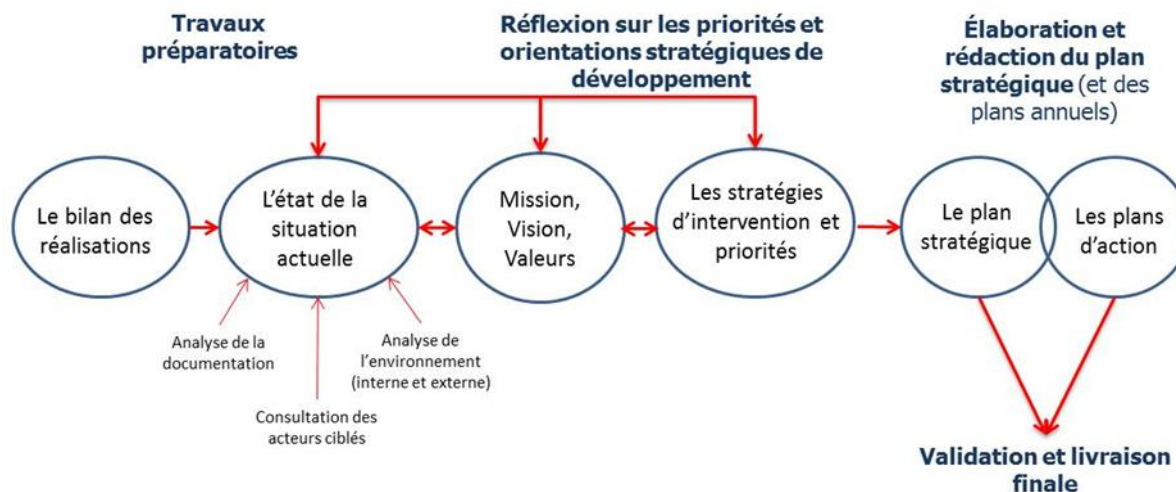 Travaux
préparatoires
Réflexion sur les priorités et
orientations stratégiques de
développement
Élaboration et
rédaction du plan
stratégique (et des
plans annuels)
Le bilan des
réalisations
L’état de la
situation
actuelle
Mission,
Vision,
Valeurs
Les stratégies
d’intervention et
priorités
Le plan
stratégique
Les plans
d’action
Analyse de la
documentation
Consultation des
acteurs ciblés
Analyse de
l’environnement
(interne et externe)
Validation et livraison
finale